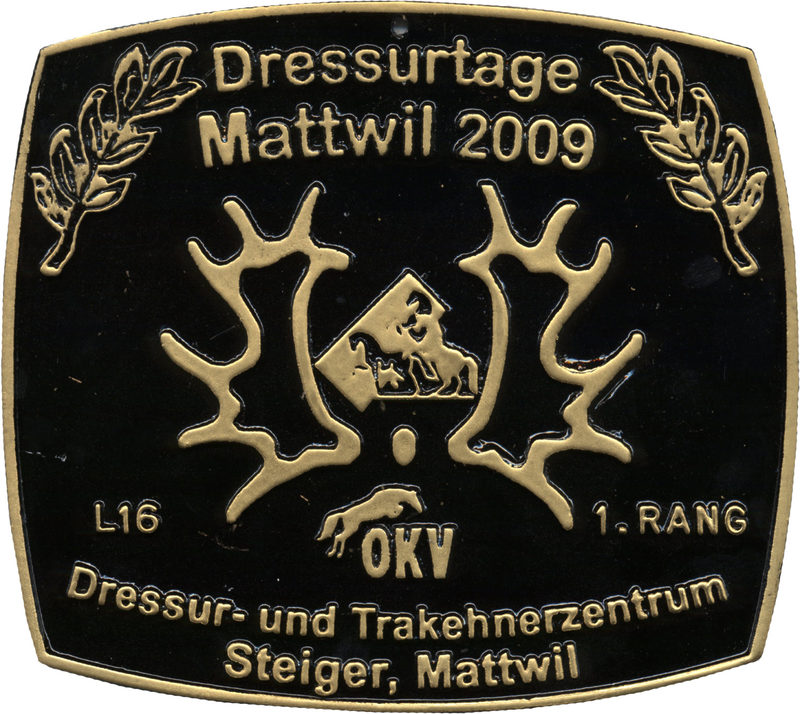 Dressurtage
Mattwil 2009
L16
1. RANG
OKV
Dressur- und Trakehnerzentrum
Steiger, Mattwil